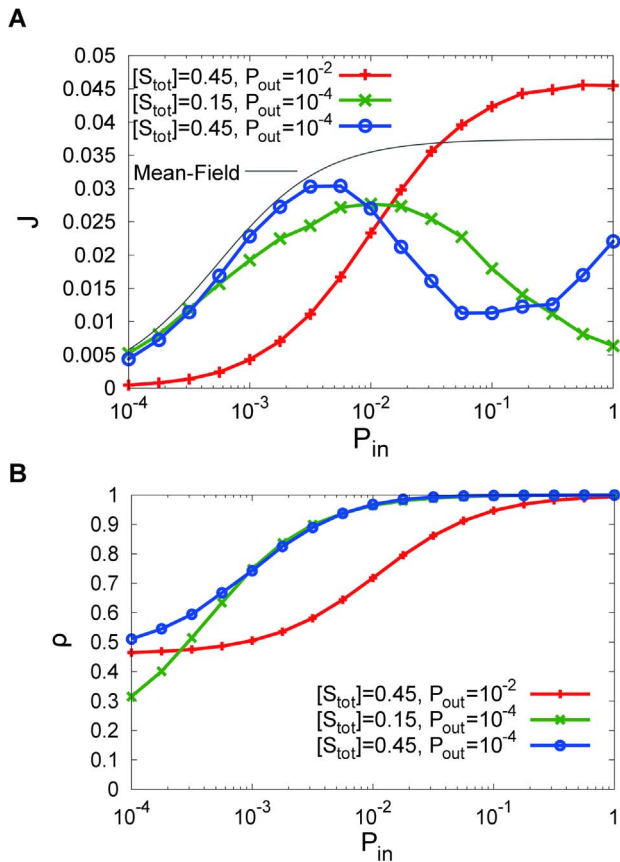 A
0.05
0.045
0.04
0.035
0.03
0.025
0.02
0.015
0.01
0.005
0
J
[S_tot]=0.45, P_out=10^-2
[S_tot]=0.15, P_out=10^-4
[S_tot]=0.45, P_out=10^-4
Mean-Field
10^-4 10^-3 10^-2 10^-1 1
P_in
B
1
0.9
0.8
0.7
0.6
0.5
0.4
0.3
0.2
0.1
0
ρ
[S_tot]=0.45, P_out=10^-2
[S_tot]=0.15, P_out=10^-4
[S_tot]=0.45, P_out=10^-4
10^-4 10^-3 10^-2 10^-1 1
P_in